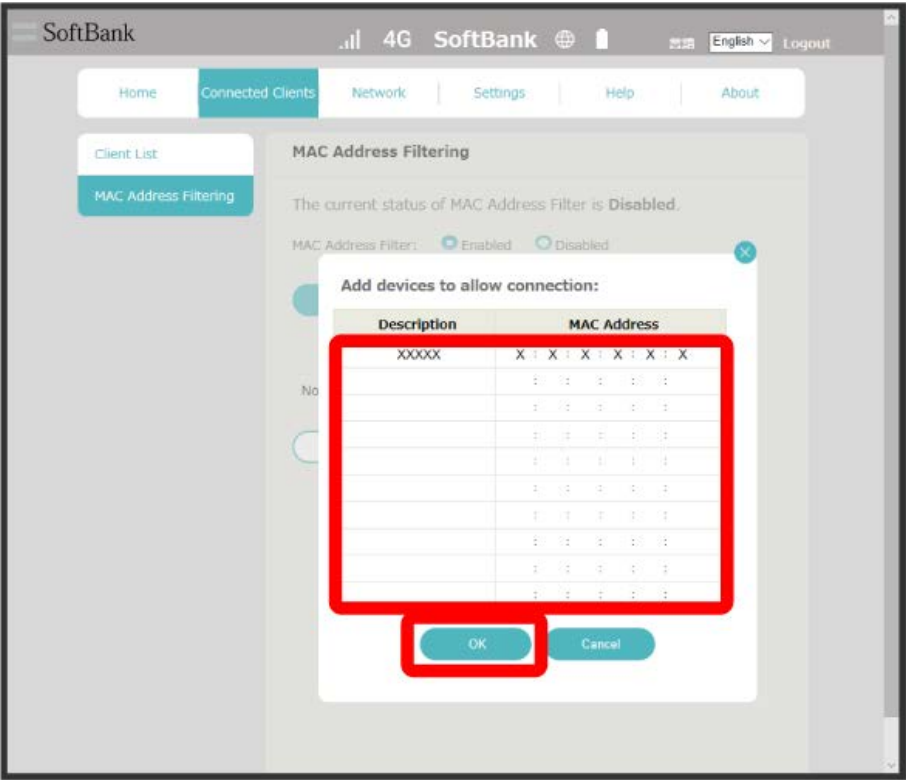 SoftBank
4G SoftBank 言語 English Logout
Home Connected Clients Network Settings Help About
Client List
MAC Address Filtering
MAC Address Filtering
The current status of MAC Address Filter is Disabled.
MAC Address Filter: Enabled Disabled
Add devices to allow connection:
Description MAC Address
XXXXX X : X : X : X : X : X
: : : : :
: : : : :
: : : : :
: : : : :
: : : : :
: : : : :
: : : : :
: : : : :
: : : : :
No
OK Cancel